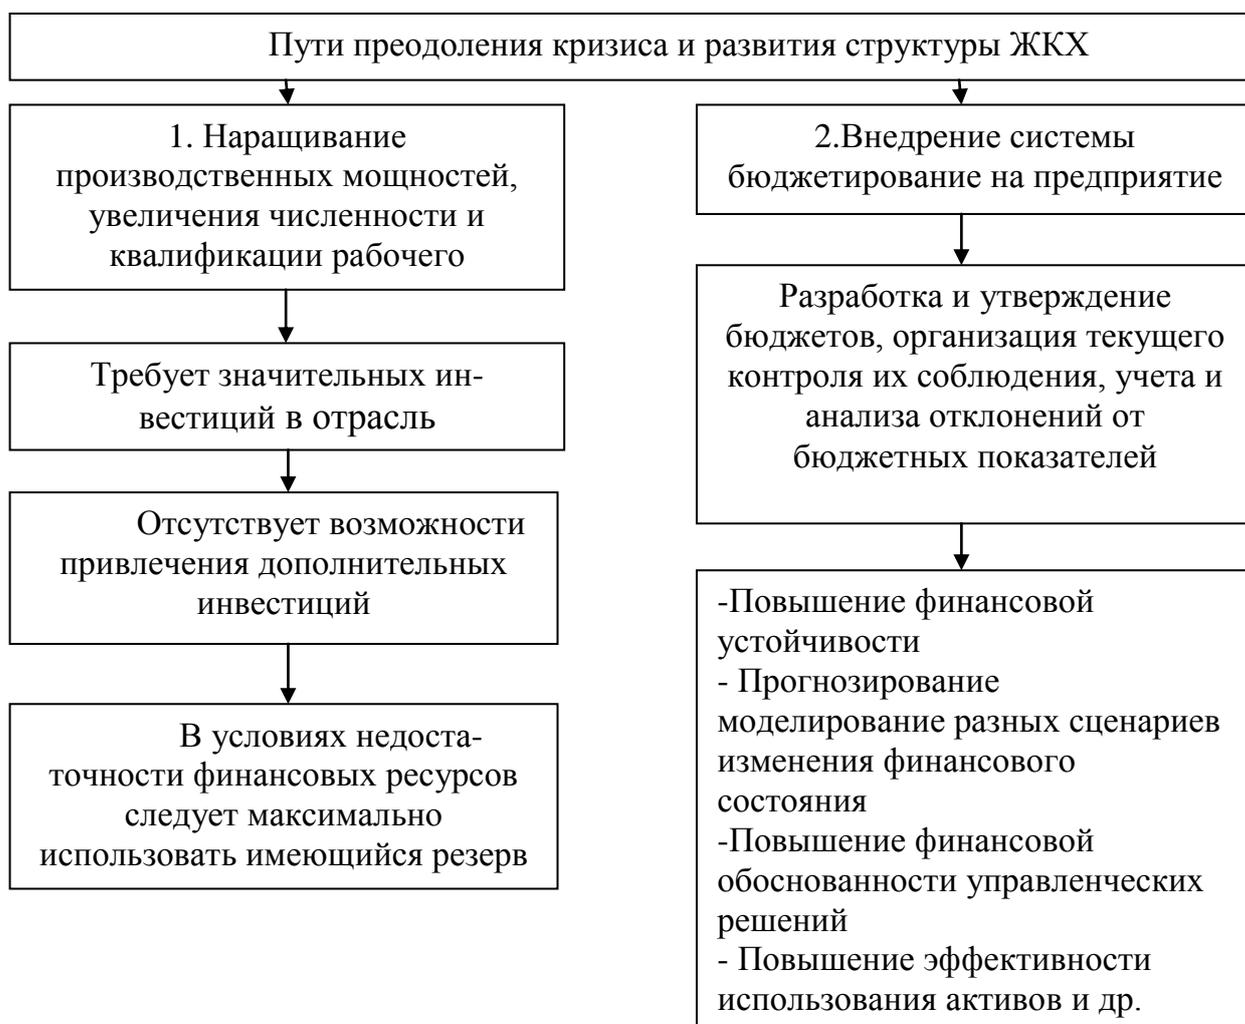 Пути преодоления кризиса и развития структуры ЖКХ
1. Наращивание
производственных мощностей,
увеличения численности и
квалификации рабочего
Требует значительных ин-
вестиций в отрасль
Отсутствует возможности
привлечения дополнительных
инвестиций
В условиях недоста-
точности финансовых ресурсов
следует максимально
использовать имеющийся резерв
2.Внедрение системы
бюджетирование на предприятие
Разработка и утверждение
бюджетов, организация текущего
контроля их соблюдения, учета и
анализа отклонений от
бюджетных показателей
-Повышение финансовой
устойчивости
- Прогнозирование
моделирование разных сценариев
изменения финансового
состояния
-Повышение финансовой
обоснованности управленческих
решений
- Повышение эффективности
использования активов и др.